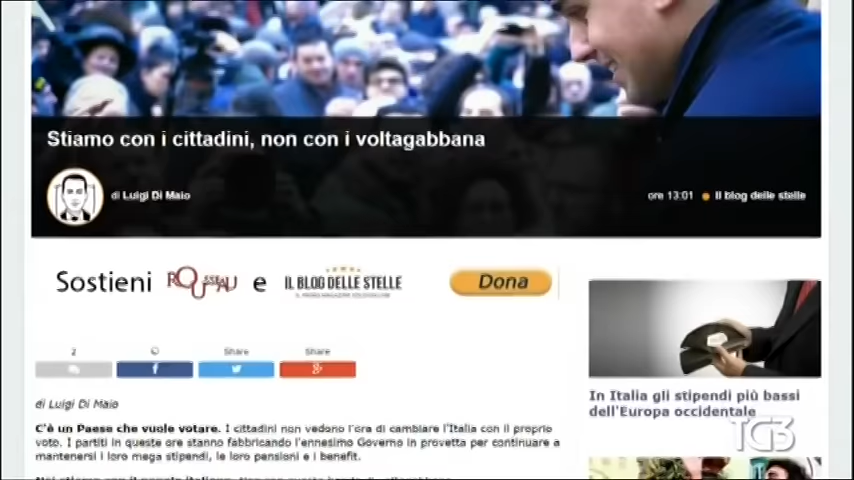 Stiamo con i cittadini, non con i voltagabbana
di Luigi Di Maio
ore 13:01 Il blog delle stelle
Sostieni ROUSSEAU e IL BLOG DELLE STELLE
Dona
2
Share
Share
f
g+
di Luigi Di Maio
C'è un Paese che vuole votare. I cittadini non vedono l'ora di cambiare l'Italia con il proprio
voto. I partiti in queste ore stanno fabbricando l'ennesimo Governo in provetta per continuare a
mantenersi i loro mega stipendi, le loro pensioni e i benefit.
In Italia gli stipendi più bassi
dell'Europa occidentale
TG3